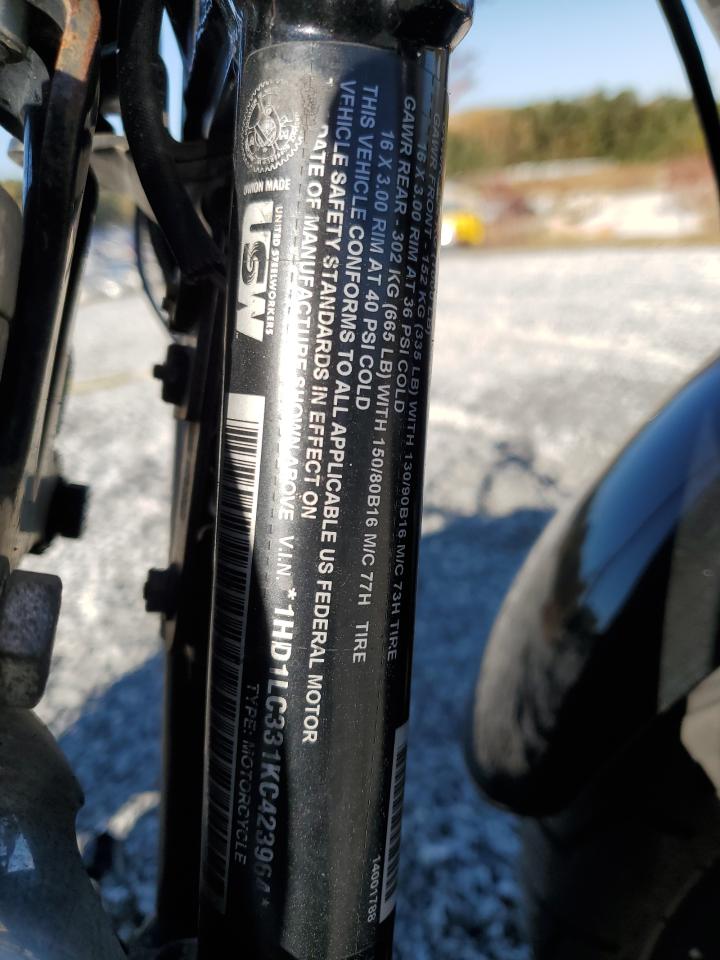 GAWR FRONT - 152 KG (335 LB) WITH 130/90B16 M/C 73H TIRE
16 X 3.00 RIM AT 36 PSI COLD
GAWR REAR - 302 KG (665 LB) WITH 150/80B16 M/C 77H TIRE
16 X 3.00 RIM AT 40 PSI COLD
THIS VEHICLE CONFORMS TO ALL APPLICABLE US FEDERAL MOTOR
VEHICLE SAFETY STANDARDS IN EFFECT ON
DATE OF MANUFACTURE SHOWN ABOVE V.I.N. *1HD1LC331KC423964*
TYPE: MOTORCYCLE
UNION MADE
UNITED STEELWORKERS
USW
14001786